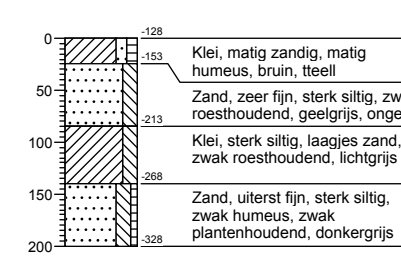 0
50
100
150
200
-128
-153
-213
-268
-328
Klei, matig zandig, matig
humeus, bruin, tteell
Zand, zeer fijn, sterk siltig, zw
roesthoudend, geelgrijs, onge
Klei, sterk siltig, laagjes zand,
zwak roesthoudend, lichtgrijs
Zand, uiterst fijn, sterk siltig,
zwak humeus, zwak
plantenhoudend, donkergrijs